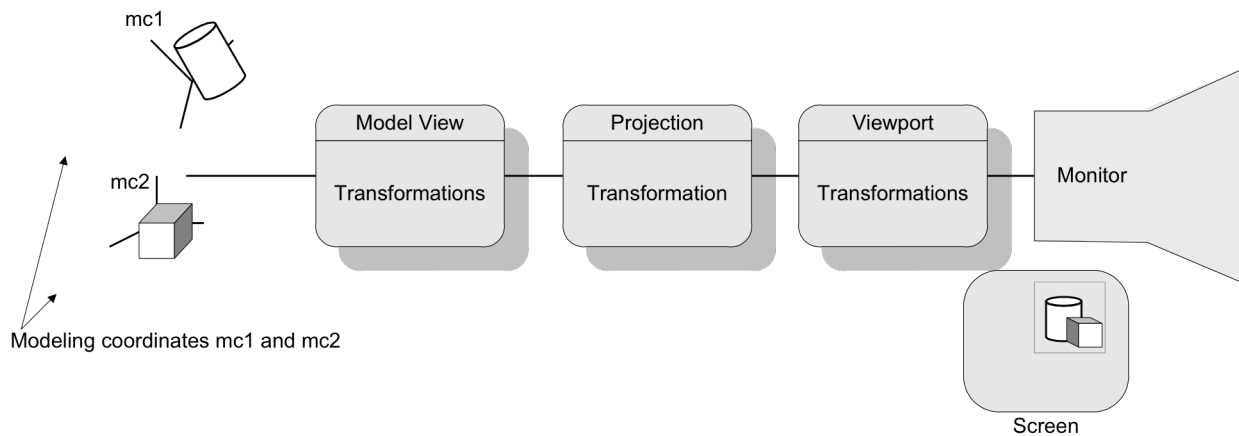 mc1
mc2
Modeling coordinates mc1 and mc2
Model View
Transformations
Projection
Transformation
Viewport
Transformations
Monitor
Screen